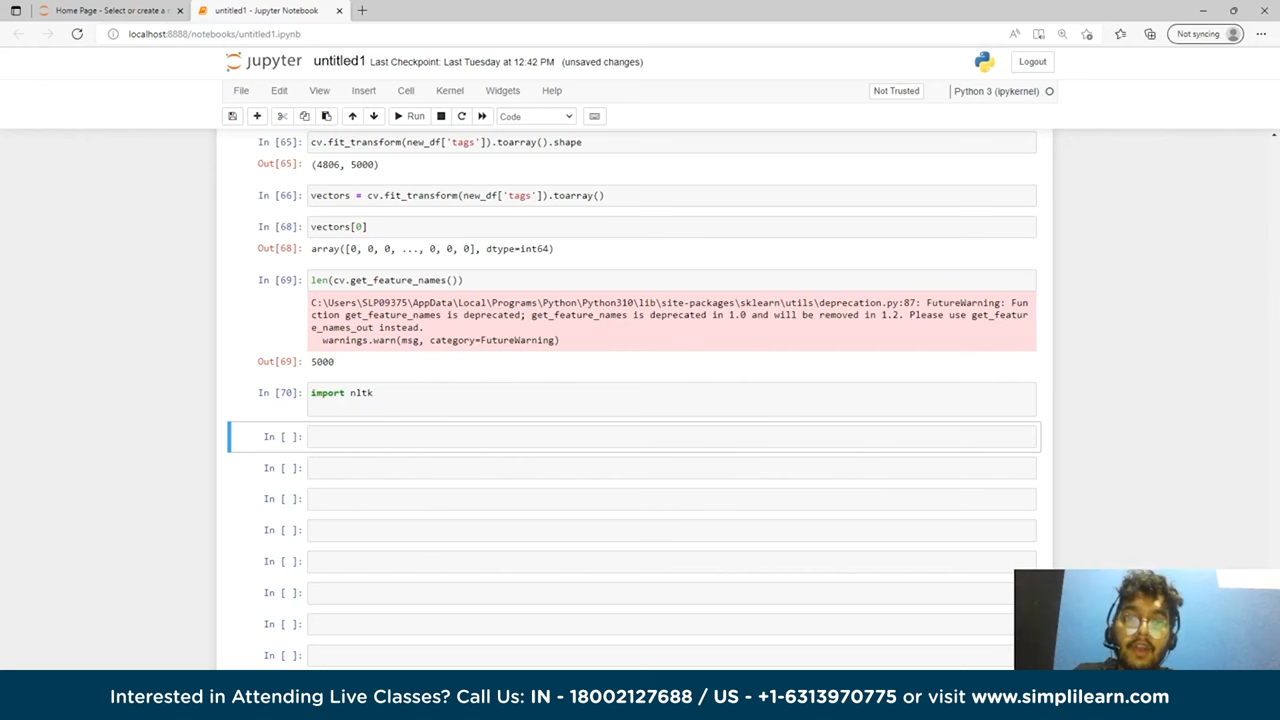 Home Page - Select or create a n
untitled1 - Jupyter Notebook
localhost:8888/notebooks/untitled1.ipynb
Not syncing
jupyter untitled1 Last Checkpoint: Last Tuesday at 12:42 PM (unsaved changes)
Logout
File Edit View Insert Cell Kernel Widgets Help
Not Trusted
Python 3 (ipykernel)
Run
Code
In [65]: cv.fit_transform(new_df['tags']).toarray().shape
Out[65]: (4806, 5000)
In [66]: vectors = cv.fit_transform(new_df['tags']).toarray()
In [68]: vectors[0]
Out[68]: array([0, 0, 0, ..., 0, 0, 0], dtype=int64)
In [69]: len(cv.get_feature_names())
C:\Users\SLP09375\AppData\Local\Programs\Python\Python310\lib\site-packages\sklearn\utils\deprecation.py:87: FutureWarning: Fun
ction get_feature_names is deprecated; get_feature_names is deprecated in 1.0 and will be removed in 1.2. Please use get_featur
e_names_out instead.
warnings.warn(msg, category=FutureWarning)
Out[69]: 5000
In [70]: import nltk
In [ ]:
In [ ]:
In [ ]:
In [ ]:
In [ ]:
In [ ]:
In [ ]:
In [ ]:
Interested in Attending Live Classes? Call Us: IN - 18002127688 / US - +1-6313970775 or visit www.simplilearn.com